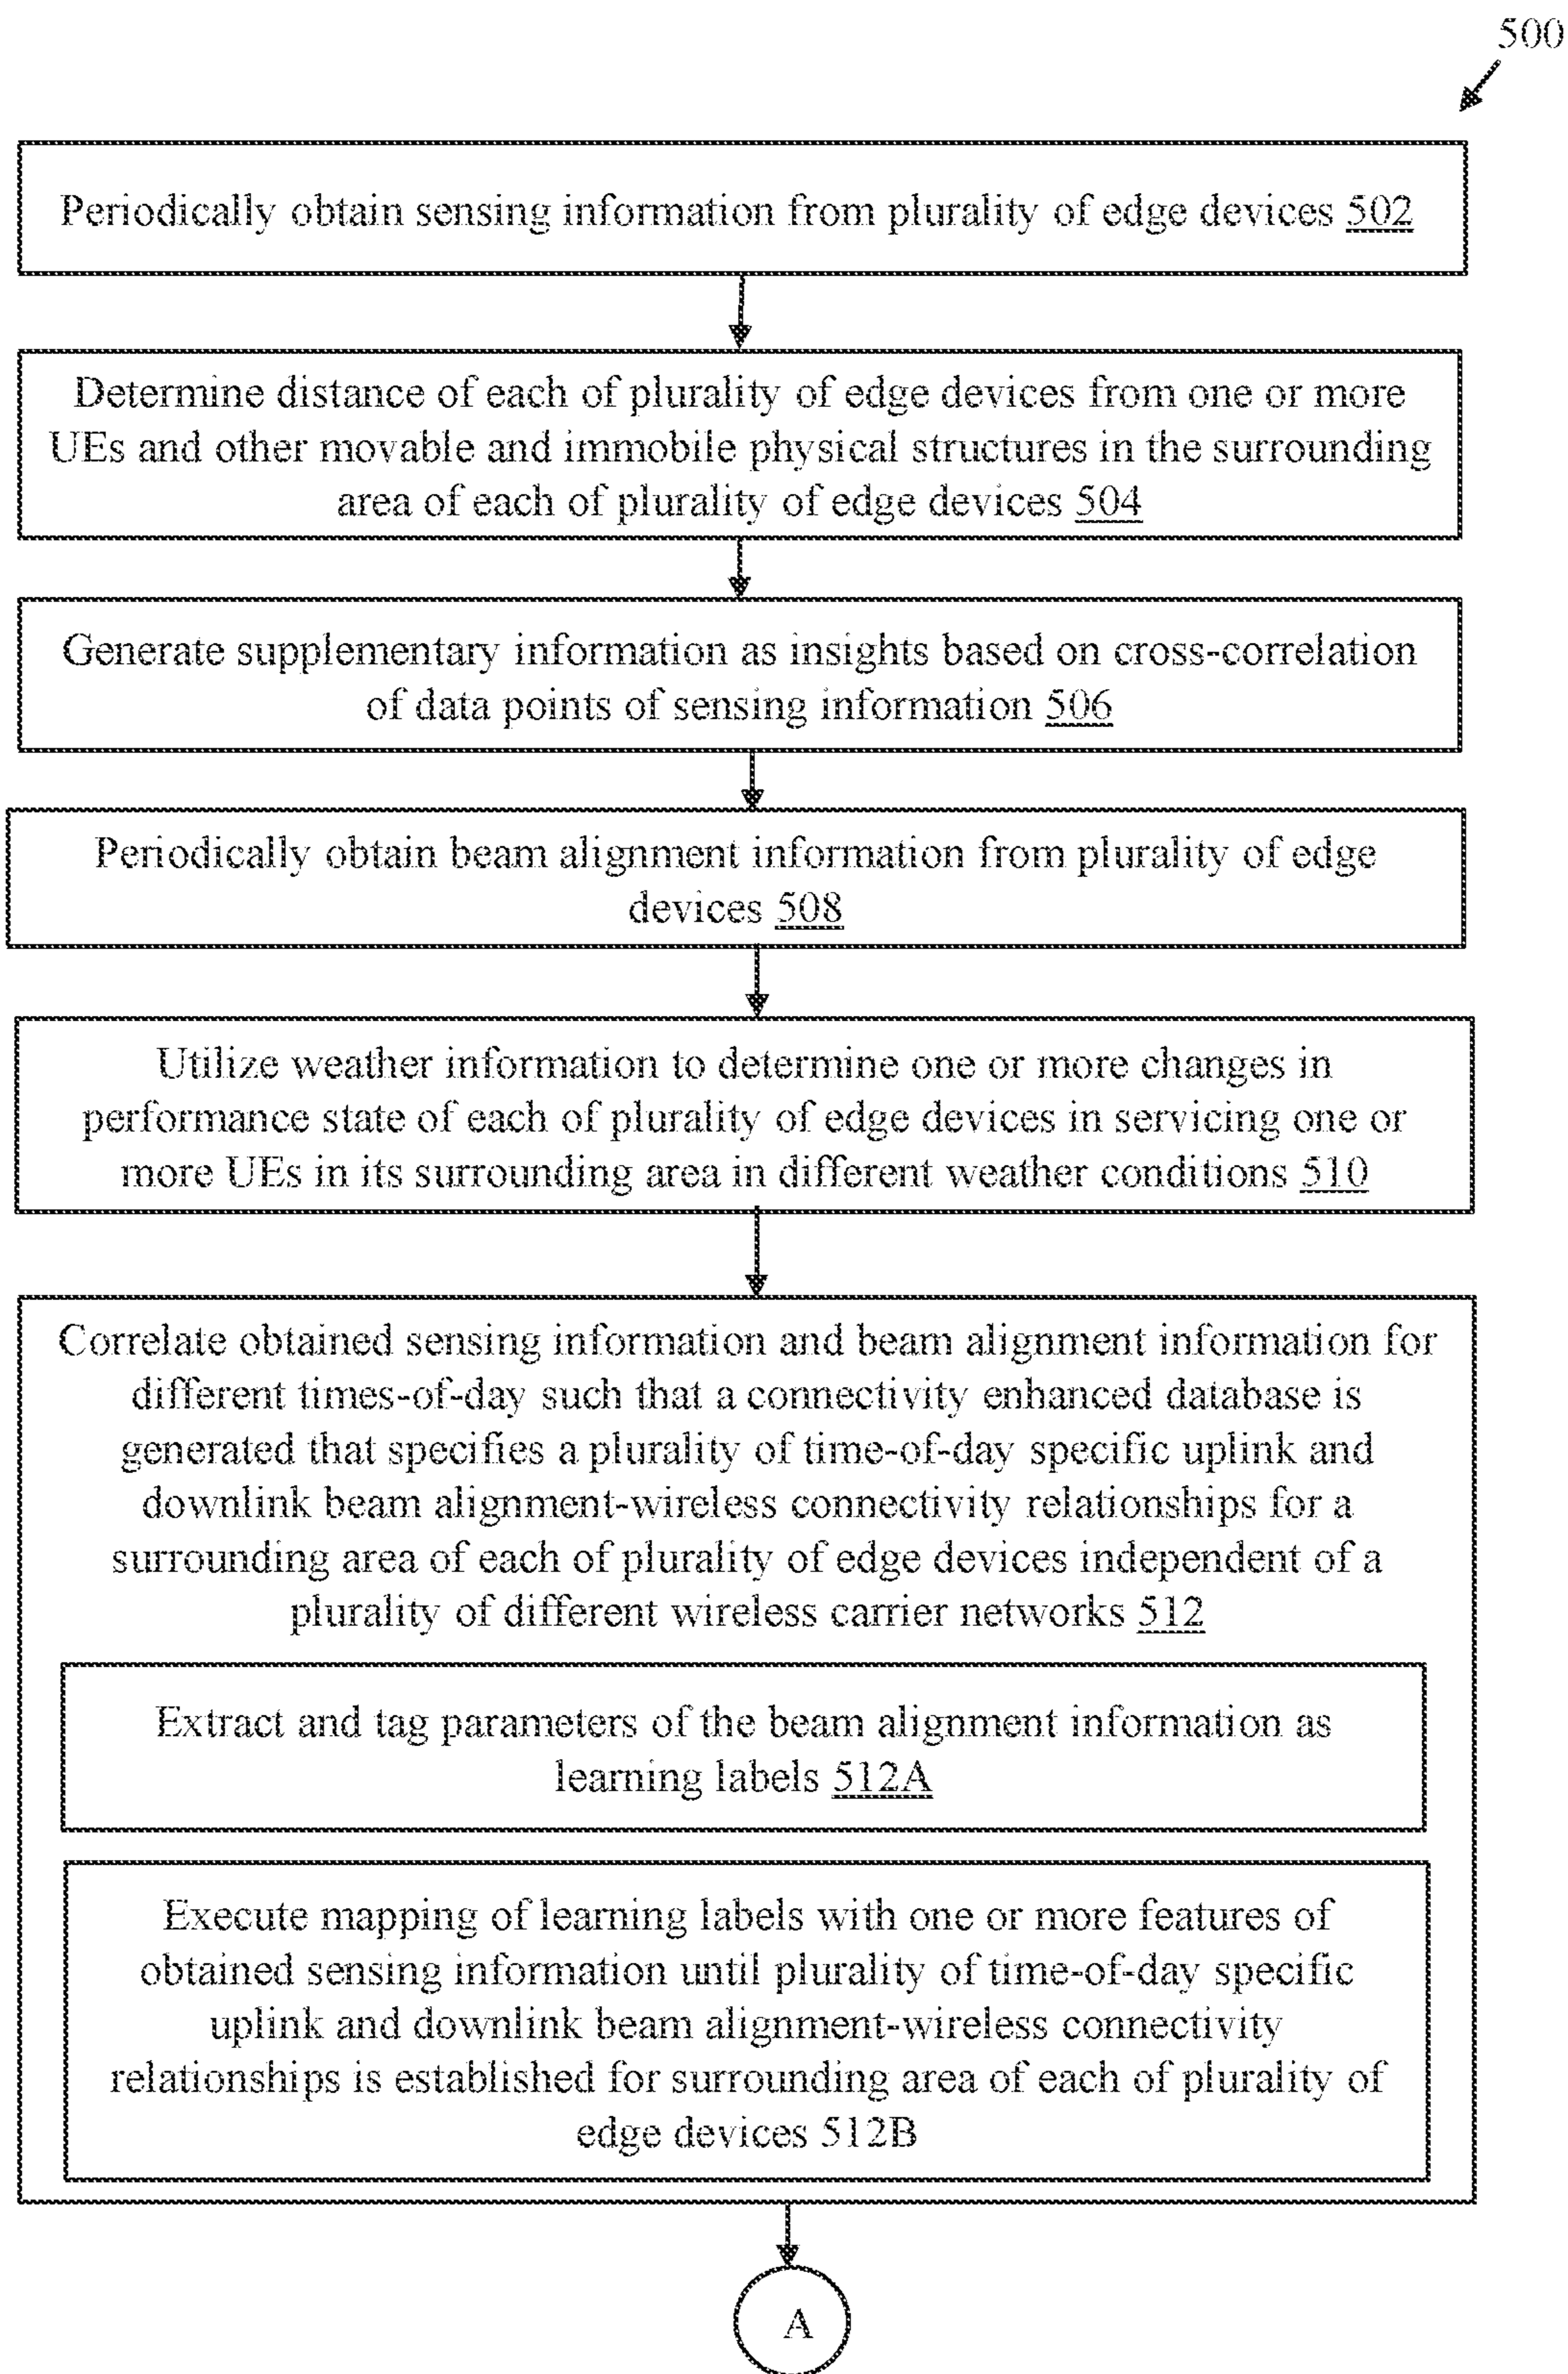 500
Periodically obtain sensing information from plurality of edge devices 502
Determine distance of each of plurality of edge devices from one or more
UEs and other movable and immobile physical structures in the surrounding
area of each of plurality of edge devices 504
Generate supplementary information as insights based on cross-correlation
of data points of sensing information 506
Periodically obtain beam alignment information from plurality of edge
devices 508
Utilize weather information to determine one or more changes in
performance state of each of plurality of edge devices in servicing one or
more UEs in its surrounding area in different weather conditions 510
Correlate obtained sensing information and beam alignment information for
different times-of-day such that a connectivity enhanced database is
generated that specifies a plurality of time-of-day specific uplink and
downlink beam alignment-wireless connectivity relationships for a
surrounding area of each of plurality of edge devices independent of a
plurality of different wireless carrier networks 512
Extract and tag parameters of the beam alignment information as
learning labels 512A
Execute mapping of learning labels with one or more features of
obtained sensing information until plurality of time-of-day specific
uplink and downlink beam alignment-wireless connectivity
relationships is established for surrounding area of each of plurality of
edge devices 512B
A